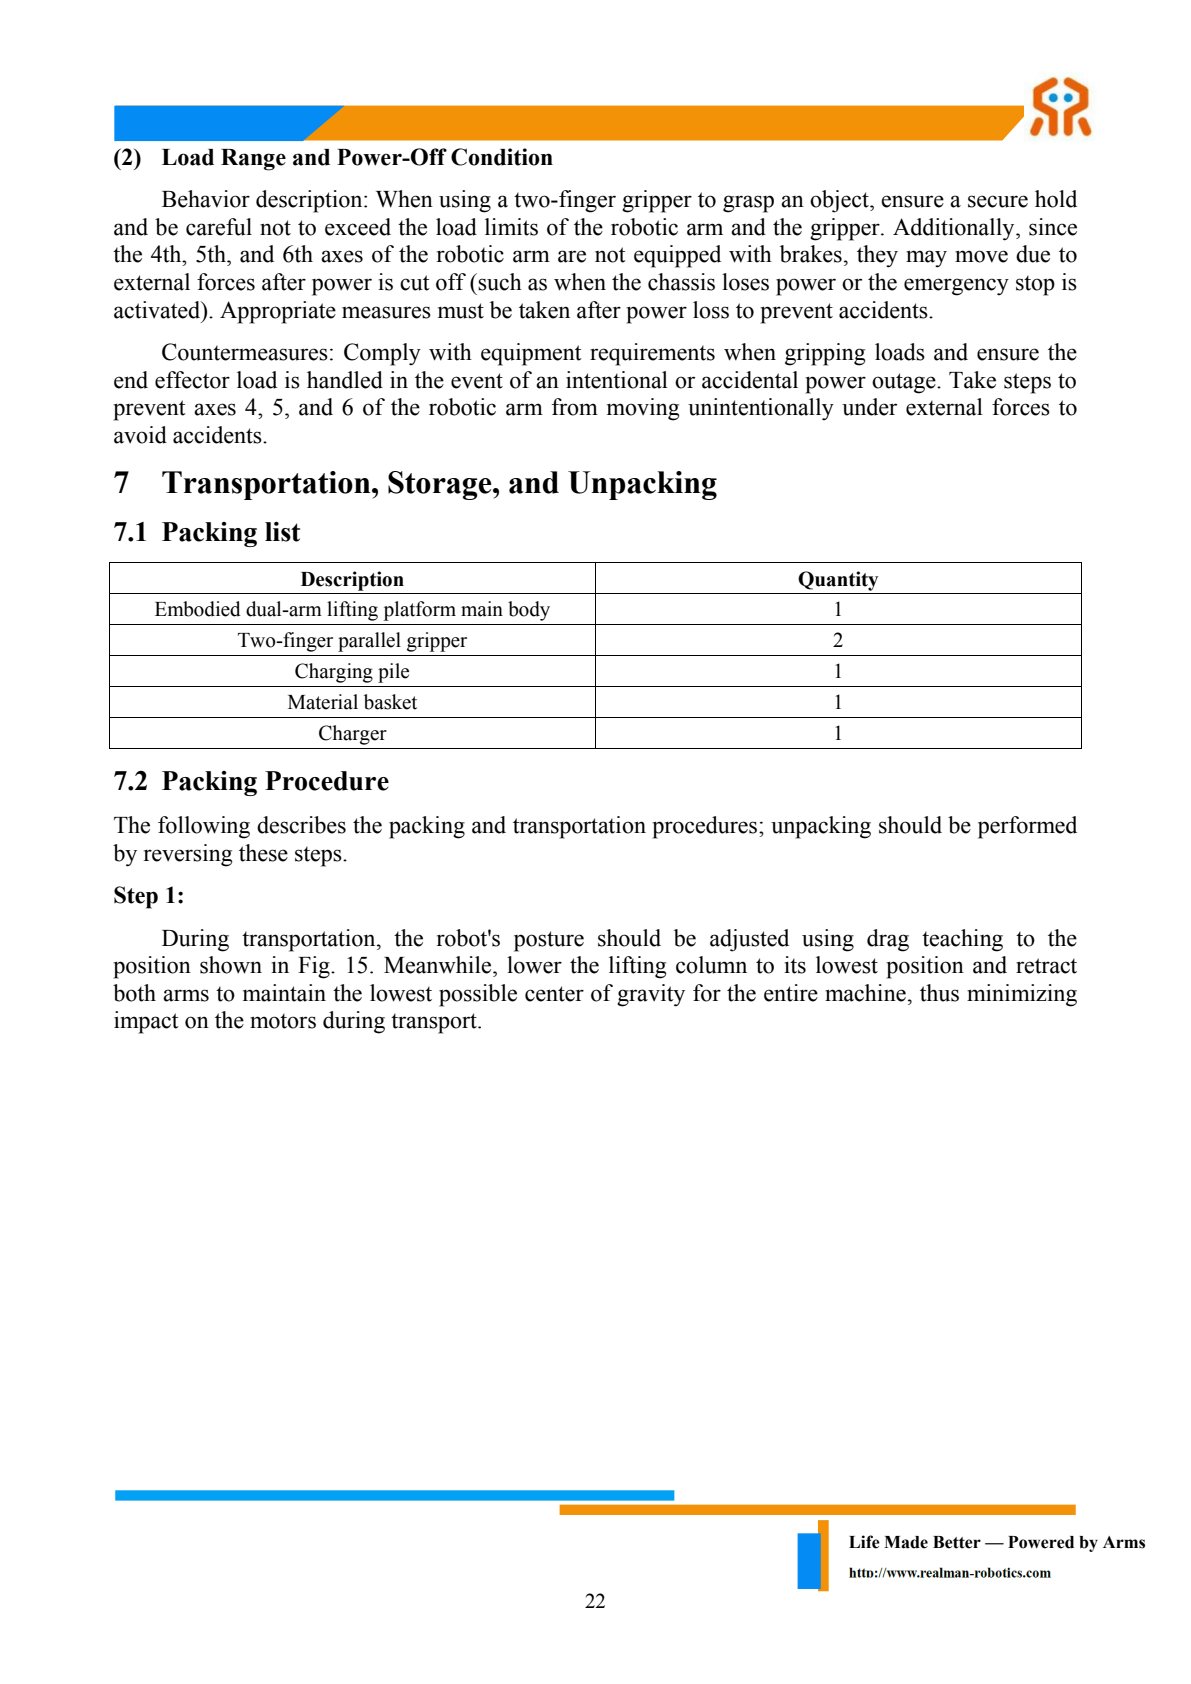 (2) Load Range and Power-Off Condition
Behavior description: When using a two-finger gripper to grasp an object, ensure a secure hold
and be careful not to exceed the load limits of the robotic arm and the gripper. Additionally, since
the 4th, 5th, and 6th axes of the robotic arm are not equipped with brakes, they may move due to
external forces after power is cut off (such as when the chassis loses power or the emergency stop is
activated). Appropriate measures must be taken after power loss to prevent accidents.
Countermeasures: Comply with equipment requirements when gripping loads and ensure the
end effector load is handled in the event of an intentional or accidental power outage. Take steps to
prevent axes 4, 5, and 6 of the robotic arm from moving unintentionally under external forces to
avoid accidents.
7 Transportation, Storage, and Unpacking
7.1 Packing list
Description Quantity
Embodied dual-arm lifting platform main body 1
Two-finger parallel gripper 2
Charging pile 1
Material basket 1
Charger 1
7.2 Packing Procedure
The following describes the packing and transportation procedures; unpacking should be performed
by reversing these steps.
Step 1:
During transportation, the robot's posture should be adjusted using drag teaching to the
position shown in Fig. 15. Meanwhile, lower the lifting column to its lowest position and retract
both arms to maintain the lowest possible center of gravity for the entire machine, thus minimizing
impact on the motors during transport.
Life Made Better — Powered by Arms
http://www.realman-robotics.com
22